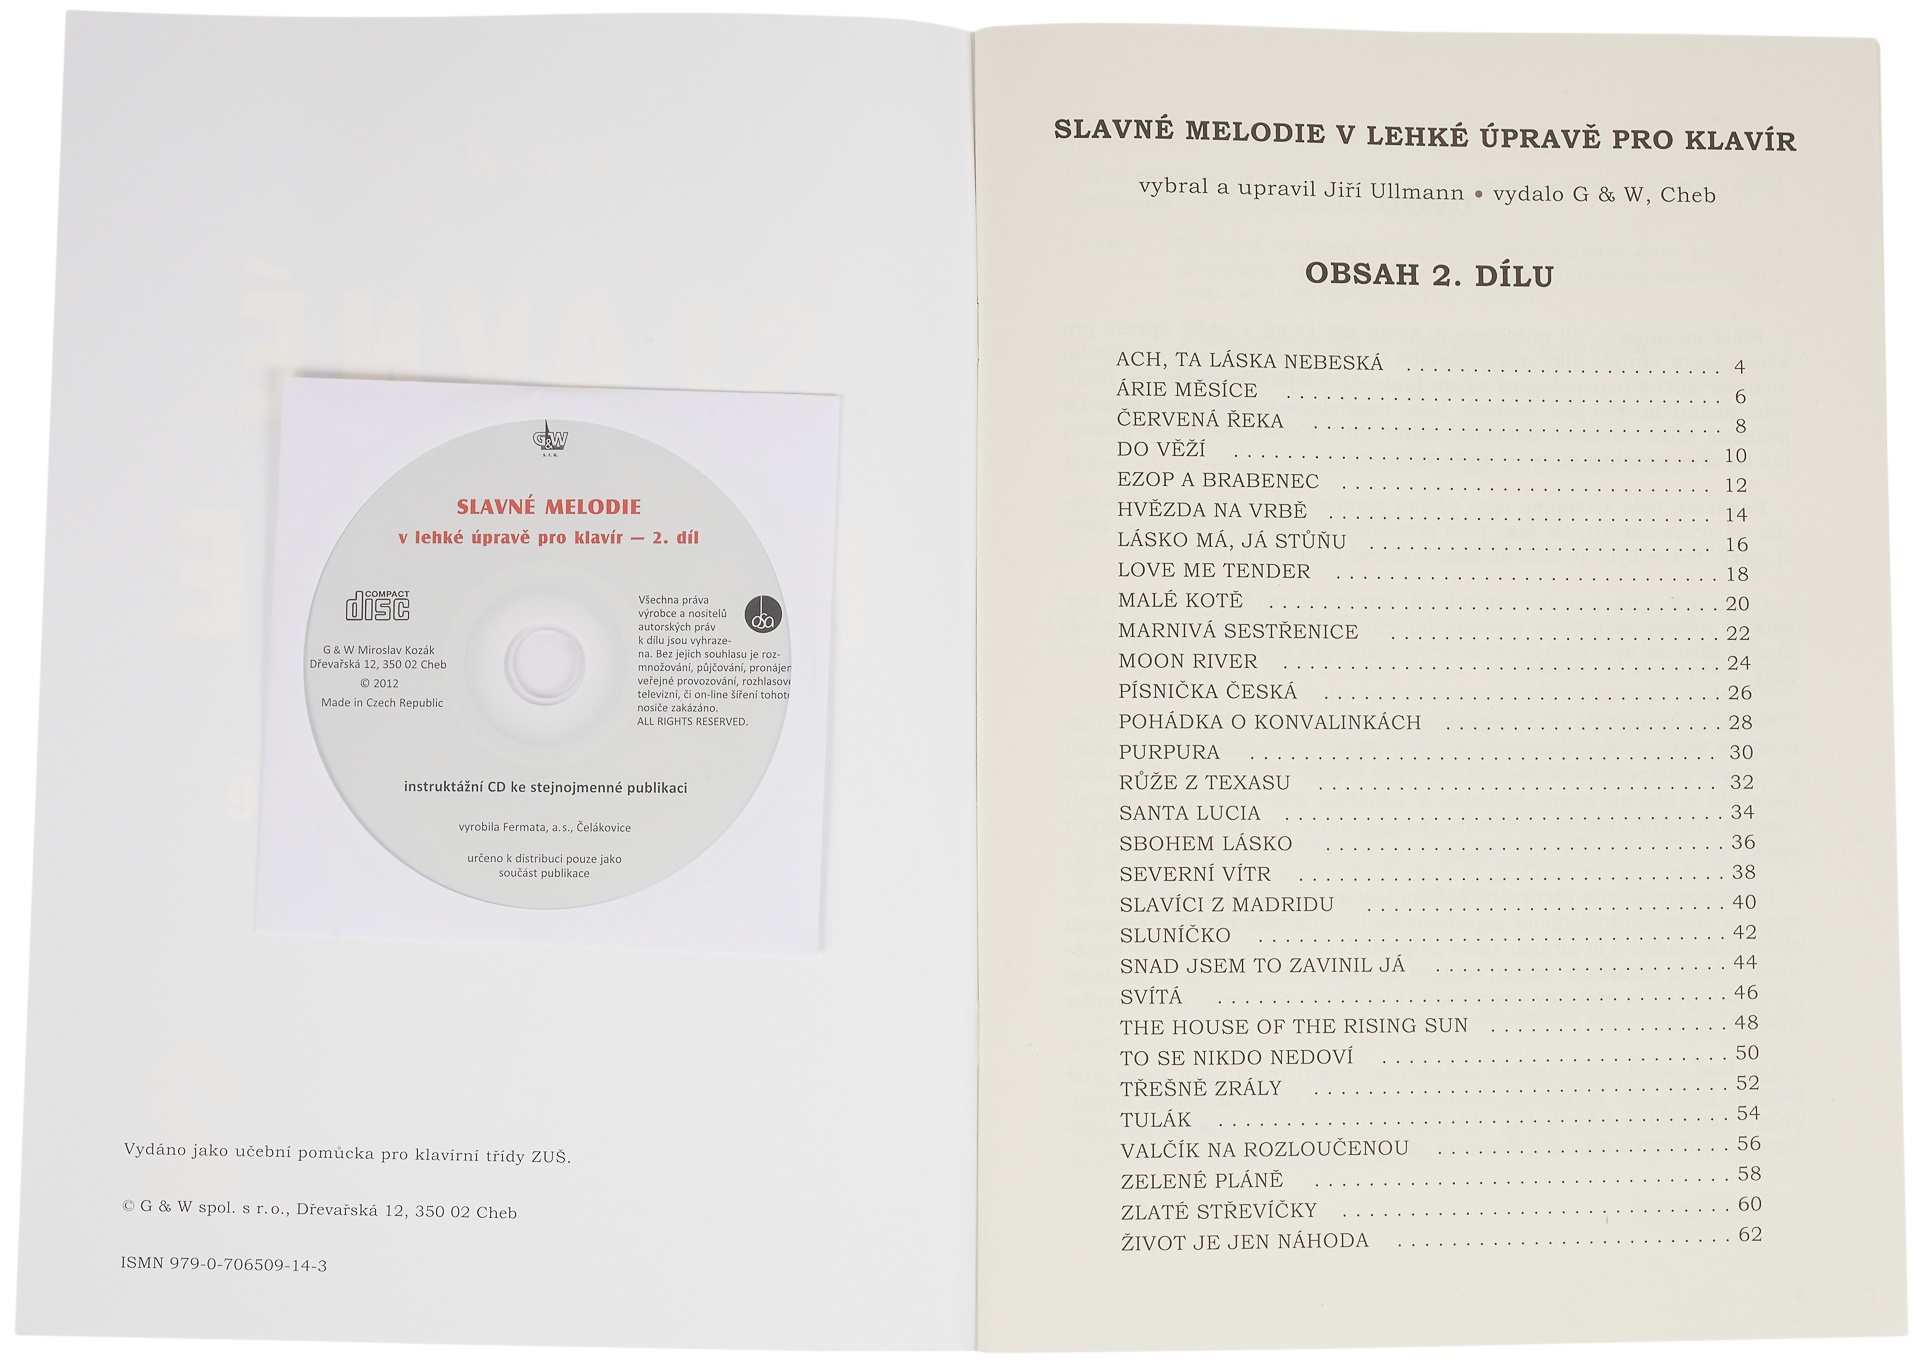 G&W
s. r. o.
SLAVNÉ MELODIE
v lehké úpravě pro klavír — 2. díl
COMPACT
disc
G & W Miroslav Kozák
Dřevařská 12, 350 02 Cheb
© 2012
Made in Czech Republic
Všechna práva
výrobce a nositelů
autorských práv
k dílu jsou vyhraze-
na. Bez jejich souhlasu je roz-
množování, půjčování, pronájem
veřejné provozování, rozhlasové
televizní, či on-line šíření tohoto
nosiče zakázáno.
ALL RIGHTS RESERVED.
osa
instruktážní CD ke stejnojmenné publikaci
vyrobila Fermata, a.s., Čelákovice
určeno k distribuci pouze jako
součást publikace
Vydáno jako učební pomůcka pro klavírní třídy ZUŠ.
© G & W spol. s r.o., Dřevařská 12, 350 02 Cheb
ISMN 979-0-706509-14-3
SLAVNÉ MELODIE V LEHKÉ ÚPRAVĚ PRO KLAVÍR
vybral a upravil Jiří Ullmann • vydalo G & W, Cheb
OBSAH 2. DÍLU
ACH, TA LÁSKA NEBESKÁ . . . . . . . . . . . . . . . . . . . . . . . . 4
ÁRIE MĚSÍCE . . . . . . . . . . . . . . . . . . . . . . . . . . . . . . . . . 6
ČERVENÁ ŘEKA . . . . . . . . . . . . . . . . . . . . . . . . . . . . . . . 8
DO VĚŽÍ . . . . . . . . . . . . . . . . . . . . . . . . . . . . . . . . . . . . 10
EZOP A BRABENEC . . . . . . . . . . . . . . . . . . . . . . . . . . . . 12
HVĚZDA NA VRBĚ . . . . . . . . . . . . . . . . . . . . . . . . . . . . . 14
LÁSKO MÁ, JÁ STŮŇU . . . . . . . . . . . . . . . . . . . . . . . . . . 16
LOVE ME TENDER . . . . . . . . . . . . . . . . . . . . . . . . . . . . . 18
MALÉ KOTĚ . . . . . . . . . . . . . . . . . . . . . . . . . . . . . . . . . . 20
MARNIVÁ SESTŘENICE . . . . . . . . . . . . . . . . . . . . . . . . . 22
MOON RIVER . . . . . . . . . . . . . . . . . . . . . . . . . . . . . . . . . 24
PÍSNIČKA ČESKÁ . . . . . . . . . . . . . . . . . . . . . . . . . . . . . . 26
POHÁDKA O KONVALINKÁCH . . . . . . . . . . . . . . . . . . . . . 28
PURPURA . . . . . . . . . . . . . . . . . . . . . . . . . . . . . . . . . . . . 30
RŮŽE Z TEXASU . . . . . . . . . . . . . . . . . . . . . . . . . . . . . . 32
SANTA LUCIA . . . . . . . . . . . . . . . . . . . . . . . . . . . . . . . . . 34
SBOHEM LÁSKO . . . . . . . . . . . . . . . . . . . . . . . . . . . . . . 36
SEVERNÍ VÍTR . . . . . . . . . . . . . . . . . . . . . . . . . . . . . . . . 38
SLAVÍCI Z MADRIDU . . . . . . . . . . . . . . . . . . . . . . . . . . . 40
SLUNÍČKO . . . . . . . . . . . . . . . . . . . . . . . . . . . . . . . . . . . 42
SNAD JSEM TO ZAVINIL JÁ . . . . . . . . . . . . . . . . . . . . . . 44
SVÍTÁ . . . . . . . . . . . . . . . . . . . . . . . . . . . . . . . . . . . . . . 46
THE HOUSE OF THE RISING SUN . . . . . . . . . . . . . . . . . . 48
TO SE NIKDO NEDOVÍ . . . . . . . . . . . . . . . . . . . . . . . . . . 50
TŘEŠNĚ ZRÁLY . . . . . . . . . . . . . . . . . . . . . . . . . . . . . . . 52
TULÁK . . . . . . . . . . . . . . . . . . . . . . . . . . . . . . . . . . . . . . 54
VALČÍK NA ROZLOUČENOU . . . . . . . . . . . . . . . . . . . . . . 56
ZELENÉ PLÁNĚ . . . . . . . . . . . . . . . . . . . . . . . . . . . . . . . 58
ZLATÉ STŘEVÍČKY . . . . . . . . . . . . . . . . . . . . . . . . . . . . . 60
ŽIVOT JE JEN NÁHODA . . . . . . . . . . . . . . . . . . . . . . . . . 62